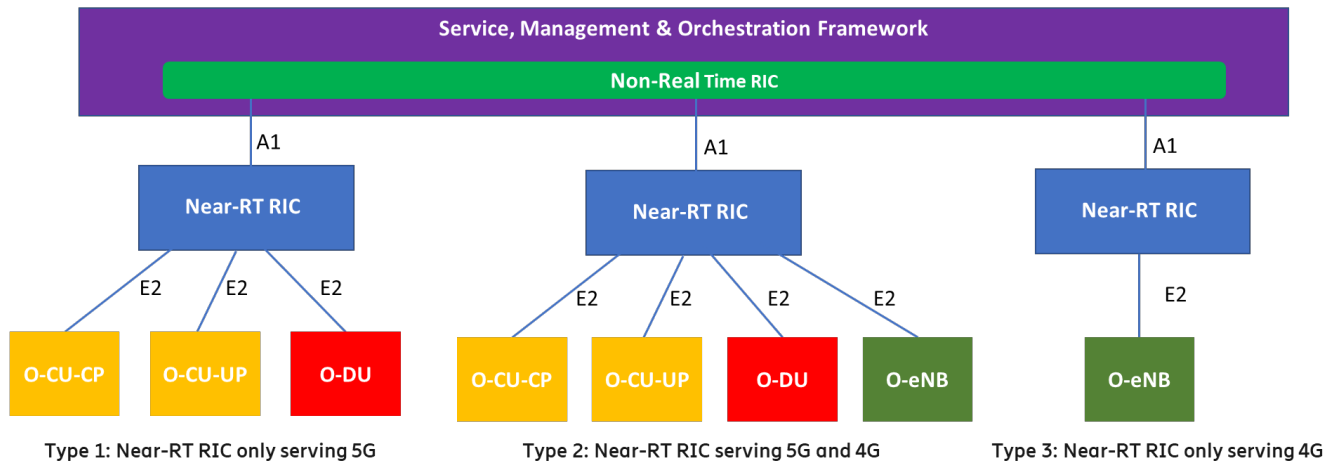 Service, Management & Orchestration Framework
Non-Real Time RIC
A1
A1
A1
Near-RT RIC
Near-RT RIC
Near-RT RIC
E2
E2
E2
E2
E2
E2
E2
E2
O-CU-CP
O-CU-UP
O-DU
O-CU-CP
O-CU-UP
O-DU
O-eNB
O-eNB
Type 1: Near-RT RIC only serving 5G
Type 2: Near-RT RIC serving 5G and 4G
Type 3: Near-RT RIC only serving 4G